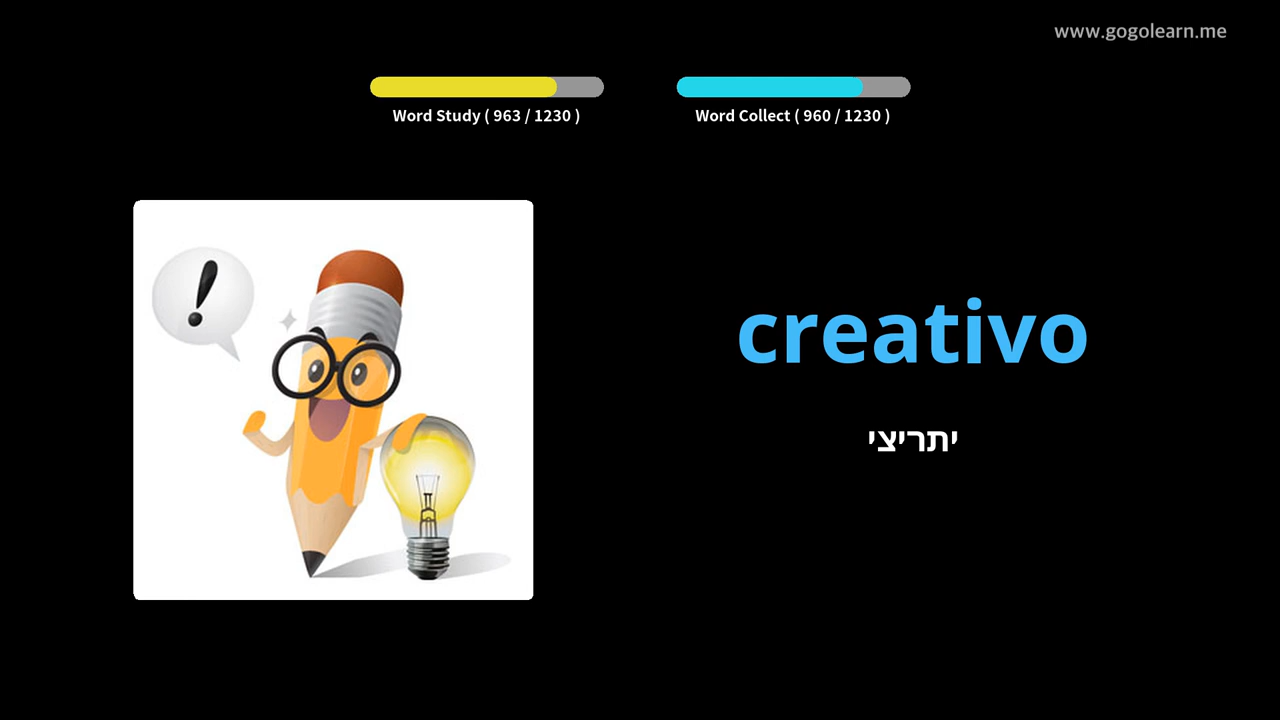 www.gogolearn.me
Word Study ( 963 / 1230 )
Word Collect ( 960 / 1230 )
!
creativo
יתריצי